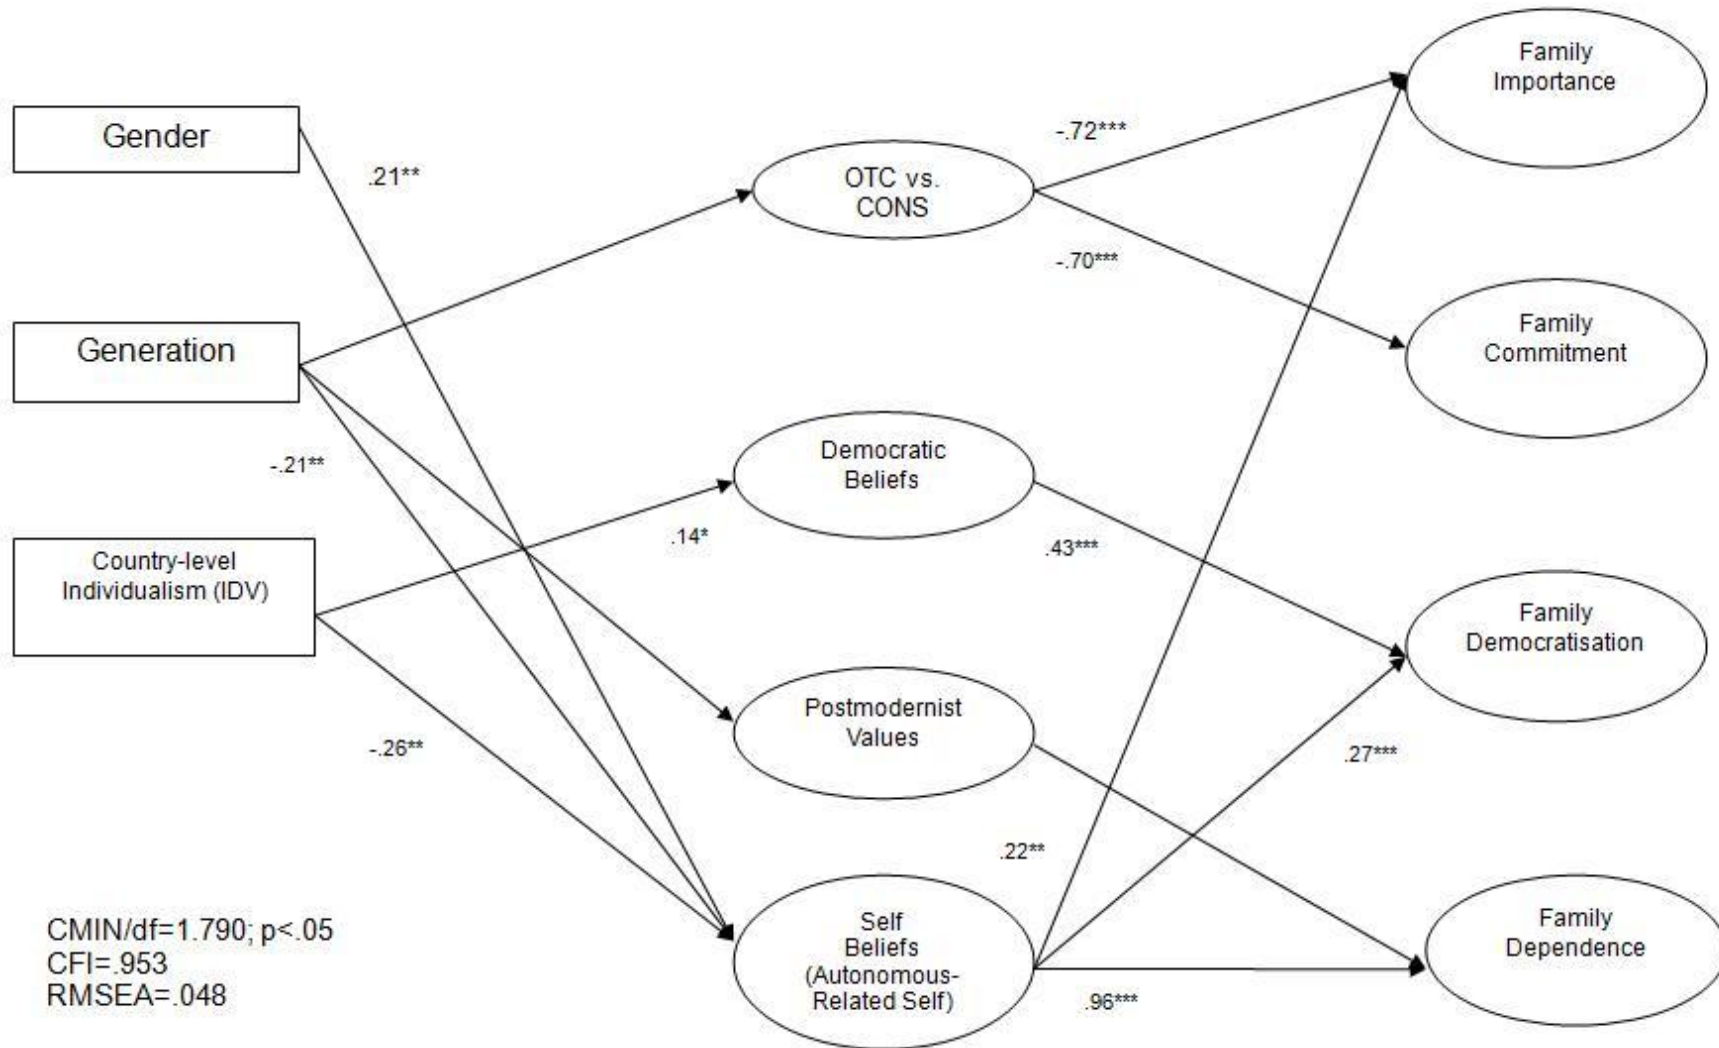 Gender
Generation
Country-level
Individualism (IDV)
.21**
-.21**
.14*
-.26**
OTC vs.
CONS
Democratic
Beliefs
Postmodernist
Values
Self
Beliefs
(Autonomous-
Related Self)
-.72***
-.70***
.43***
.27***
.22**
.96***
Family
Importance
Family
Commitment
Family
Democratisation
Family
Dependence
CMIN/df=1.790; p<.05
CFI=.953
RMSEA=.048